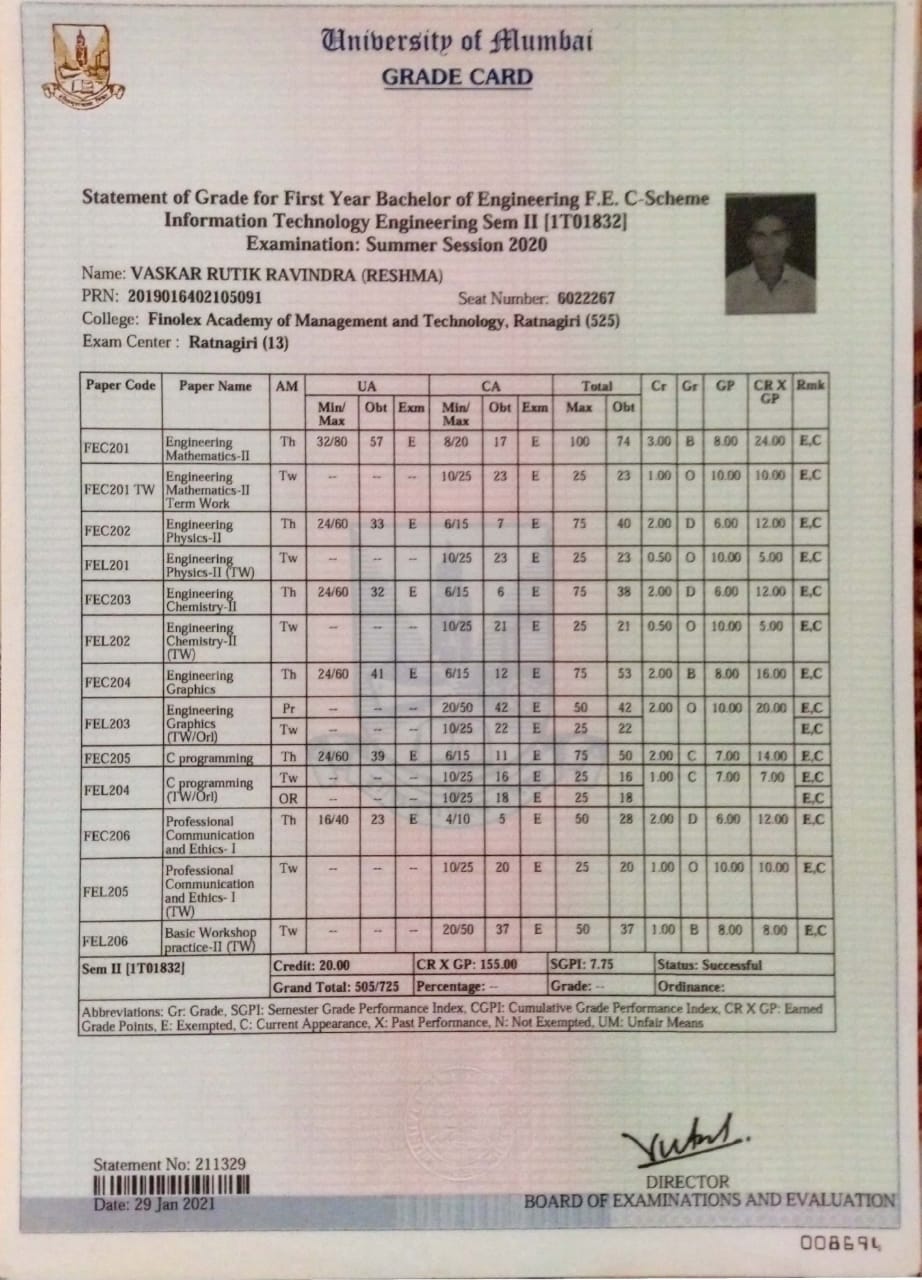 University of Mumbai
GRADE CARD
Statement of Grade for First Year Bachelor of Engineering F.E. C-Scheme
Information Technology Engineering Sem II [1T01832]
Examination: Summer Session 2020
Name: VASKAR RUTIK RAVINDRA (RESHMA)
PRN: 2019016402105091 Seat Number: 6022267
College: Finolex Academy of Management and Technology, Ratnagiri (525)
Exam Center : Ratnagiri (13)
Paper Code Paper Name AM UA CA Total Cr Gr GP CR X GP Rmk
Min/Max Obt Exm Min/Max Obt Exm Max Obt
FEC201 Engineering Mathematics-II Th 32/80 57 E 8/20 17 E 100 74 3.00 B 8.00 24.00 E,C
FEC201 TW Engineering Mathematics-II Term Work Tw -- -- -- 10/25 23 E 25 23 1.00 O 10.00 10.00 E,C
FEC202 Engineering Physics-II Th 24/60 33 E 6/15 7 E 75 40 2.00 D 6.00 12.00 E,C
FEL201 Engineering Physics-II (TW) Tw -- -- -- 10/25 23 E 25 23 0.50 O 10.00 5.00 E,C
FEC203 Engineering Chemistry-II Th 24/60 32 E 6/15 6 E 75 38 2.00 D 6.00 12.00 E,C
FEL202 Engineering Chemistry-II (TW) Tw -- -- -- 10/25 21 E 25 21 0.50 O 10.00 5.00 E,C
FEC204 Engineering Graphics Th 24/60 41 E 6/15 12 E 75 53 2.00 B 8.00 16.00 E,C
FEL203 Engineering Graphics (TW/Orl) Pr -- -- -- 20/50 42 E 50 42 2.00 O 10.00 20.00 E,C
Tw -- -- -- 10/25 22 E 25 22 E,C
FEC205 C programming Th 24/60 39 E 6/15 11 E 75 50 2.00 C 7.00 14.00 E,C
FEL204 C programming (TW/Orl) Tw -- -- -- 10/25 16 E 25 16 1.00 C 7.00 7.00 E,C
OR -- -- -- 10/25 18 E 25 18 E,C
FEC206 Professional Communication and Ethics- I Th 16/40 23 E 4/10 5 E 50 28 2.00 D 6.00 12.00 E,C
FEL205 Professional Communication and Ethics- I (TW) Tw -- -- -- 10/25 20 E 25 20 1.00 O 10.00 10.00 E,C
FEL206 Basic Workshop practice-II (TW) Tw -- -- -- 20/50 37 E 50 37 1.00 B 8.00 8.00 E,C
Sem II [1T01832] Credit: 20.00 CR X GP: 155.00 SGPI: 7.75 Status: Successful
Grand Total: 505/725 Percentage: -- Grade: -- Ordinance:
Abbreviations: Gr: Grade, SGPI: Semester Grade Performance Index, CGPI: Cumulative Grade Performance Index, CR X GP: Earned
Grade Points, E: Exempted, C: Current Appearance, X: Past Performance, N: Not Exempted, UM: Unfair Means
Statement No: 211329
Date: 29 Jan 2021
DIRECTOR
BOARD OF EXAMINATIONS AND EVALUATION
008694